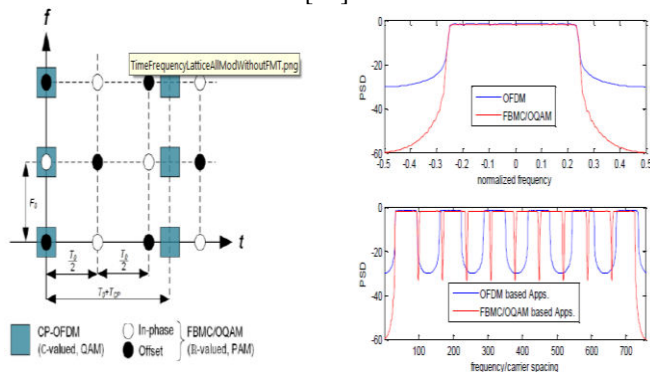 f
TimeFrequencyLatticeAllModWithoutFMT.png
F₀
t
T₀/2 T₀/2
T₀+T_CP
CP-OFDM
(ℂ-valued, QAM)
In-phase
Offset
FBMC/OQAM
(ℝ-valued, PAM)
0
-20
-40
-60
PSD
OFDM
FBMC/OQAM
-0.5 -0.4 -0.3 -0.2 -0.1 0 0.1 0.2 0.3 0.4 0.5
normalized frequency
0
-20
-40
-60
PSD
OFDM based Apps.
FBMC/OQAM based Apps.
100 200 300 400 500 600 700
frequency/carrier spacing